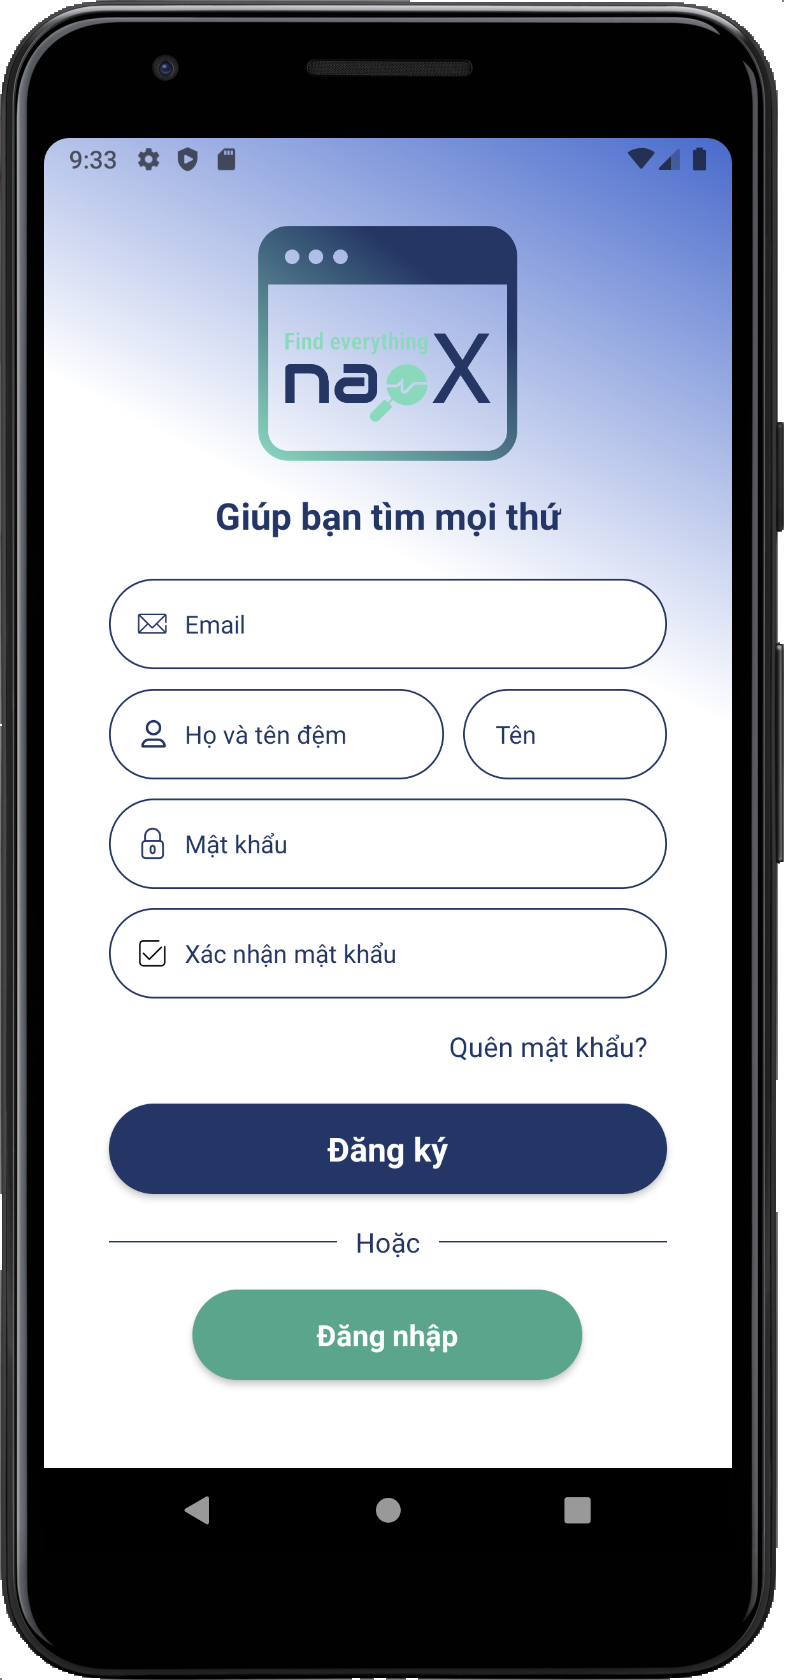 9:33
Find everything
naoX
Giúp bạn tìm mọi thứ
Email
Họ và tên đệm
Tên
Mật khẩu
Xác nhận mật khẩu
Quên mật khẩu?
Đăng ký
Hoặc
Đăng nhập